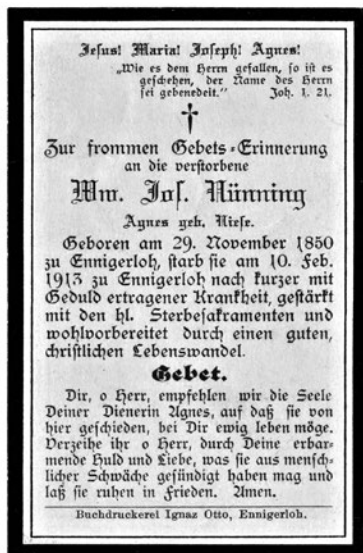 Jesus! Maria! Joseph! Agnes!
„Wie es dem Herrn gefallen, so ist es
geschehen, der Name des Herrn
sei gebenedeit.“ Job. 1. 21.
†
Zur frommen Gebets-Erinnerung
an die verstorbene
Ww. Jos. Nünning
Agnes geb. Niese.
Geboren am 29. November 1850
zu Ennigerloh, starb sie am 10. Feb.
1913 zu Ennigerloh nach kurzer mit
Geduld ertragener Krankheit, gestärkt
mit den hl. Sterbesakramenten und
wohlvorbereitet durch einen guten,
christlichen Lebenswandel.
Gebet.
Dir, o Herr, empfehlen wir die Seele
Deiner Dienerin Agnes, auf daß sie von
hier geschieden, bei Dir ewig leben möge.
Verzeihe ihr o Herr, durch Deine erbar-
mende Huld und Liebe, was sie aus mensch-
licher Schwäche gesündigt haben mag und
laß sie ruhen in Frieden. Amen.
Buchdruckerei Ignaz Otto, Ennigerloh.